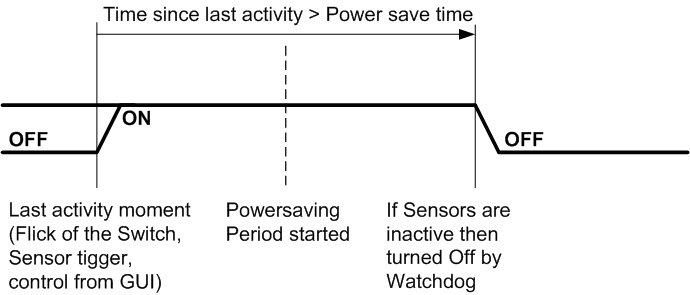 Time since last activity > Power save time
OFF
ON
OFF
Last activity moment
(Flick of the Switch,
Sensor tigger,
control from GUI)
Powersaving
Period started
If Sensors are
inactive then
turned Off by
Watchdog